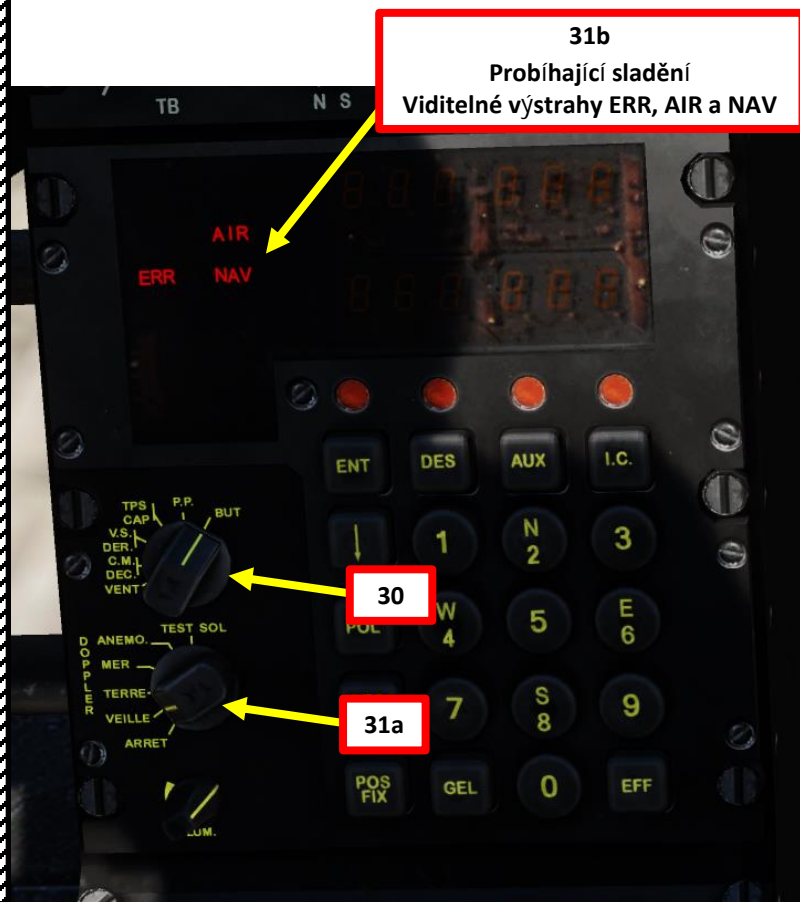 31b
Probíhající sladění
Viditelné výstrahy ERR, AIR a NAV
TB
N S
AIR
ERR NAV
ENT DES AUX I.C.
TPS P.P.
CAP BUT
V.S.
DER.
C.M.
DEC.
VENT
1 N 3
2
30
POL W 5 E
4 6
TEST SOL
DOPPLER
ANEMO.
MER
TERRE
VEILLE
ARRET
31a
7 S 9
8
POS GEL 0 EFF
FIX
LUM.